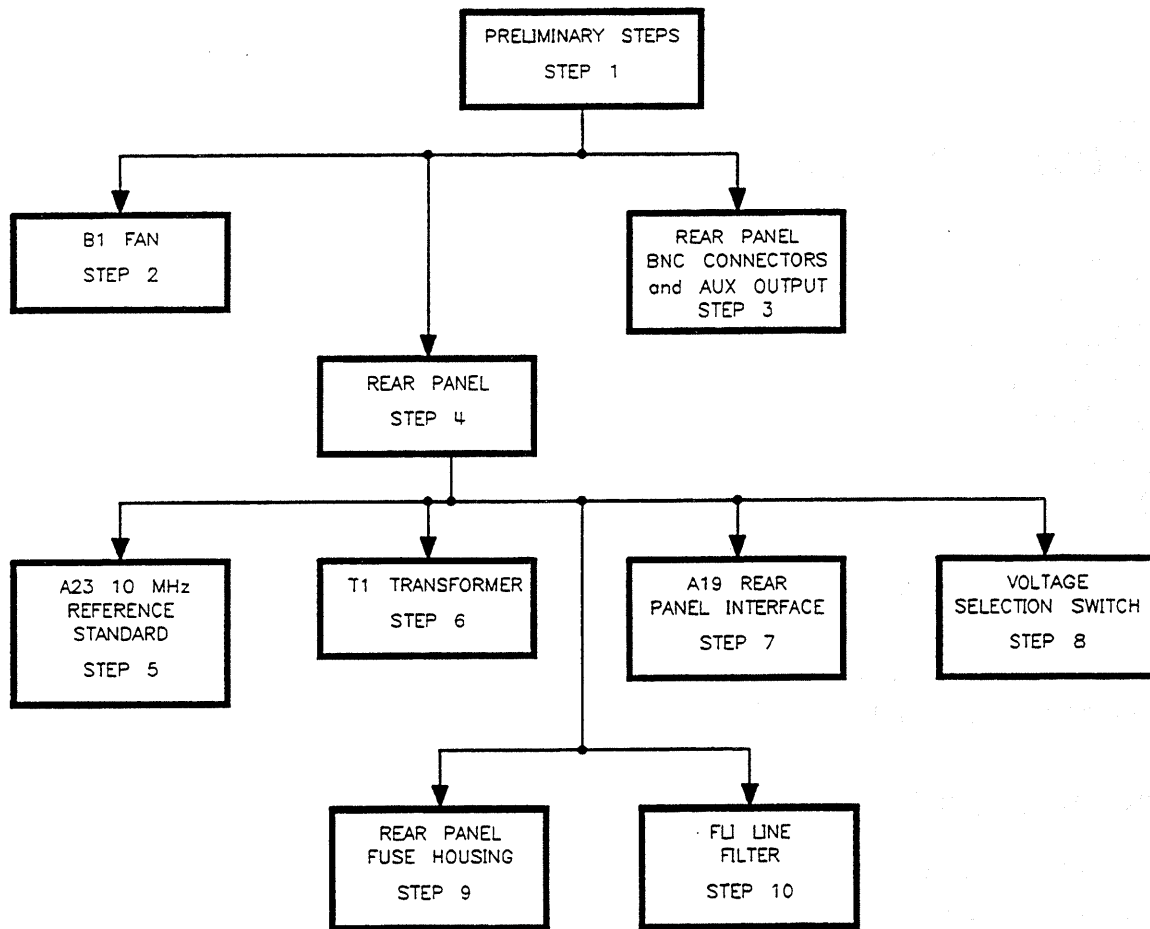 PRELIMINARY STEPS
STEP 1
B1 FAN
STEP 2
REAR PANEL
BNC CONNECTORS
and AUX OUTPUT
STEP 3
REAR PANEL
STEP 4
A23 10 MHz
REFERENCE
STANDARD
STEP 5
T1 TRANSFORMER
STEP 6
A19 REAR
PANEL INTERFACE
STEP 7
VOLTAGE
SELECTION SWITCH
STEP 8
REAR PANEL
FUSE HOUSING
STEP 9
FL1 LINE
FILTER
STEP 10